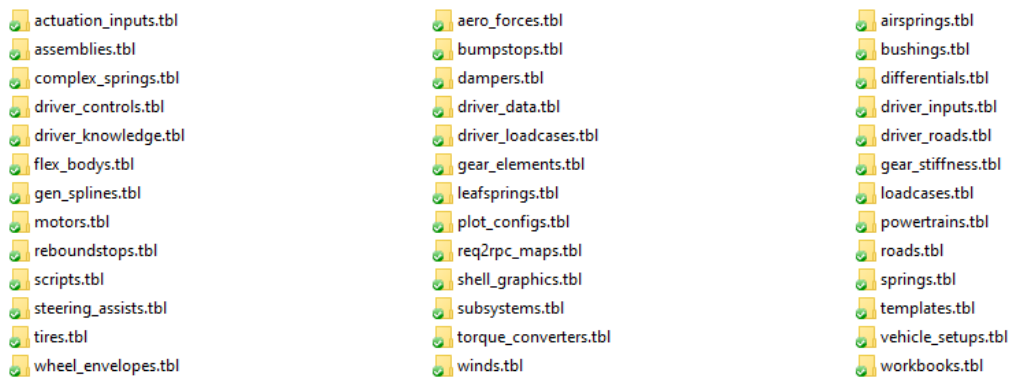 actuation_inputs.tbl aero_forces.tbl airsprings.tbl
assemblies.tbl bumpstops.tbl bushings.tbl
complex_springs.tbl dampers.tbl differentials.tbl
driver_controls.tbl driver_data.tbl driver_inputs.tbl
driver_knowledge.tbl driver_loadcases.tbl driver_roads.tbl
flex_bodys.tbl gear_elements.tbl gear_stiffness.tbl
gen_splines.tbl leafsprings.tbl loadcases.tbl
motors.tbl plot_configs.tbl powertrains.tbl
reboundstops.tbl req2rpc_maps.tbl roads.tbl
scripts.tbl shell_graphics.tbl springs.tbl
steering_assists.tbl subsystems.tbl templates.tbl
tires.tbl torque_converters.tbl vehicle_setups.tbl
wheel_envelopes.tbl winds.tbl workbooks.tbl